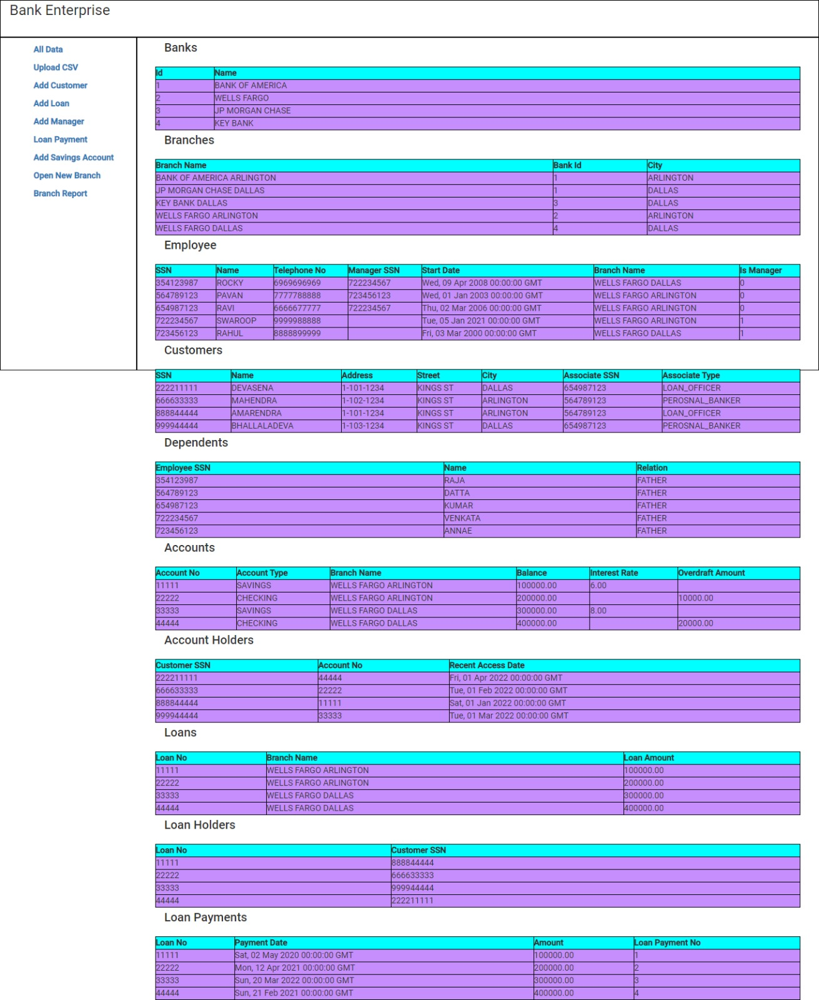 Bank Enterprise
All Data
Upload CSV
Add Customer
Add Loan
Add Manager
Loan Payment
Add Savings Account
Open New Branch
Branch Report
Banks
Id Name
1 BANK OF AMERICA
2 WELLS FARGO
3 JP MORGAN CHASE
4 KEY BANK
Branches
Branch Name Bank Id City
BANK OF AMERICA ARLINGTON 1 ARLINGTON
JP MORGAN CHASE DALLAS 1 DALLAS
KEY BANK DALLAS 3 DALLAS
WELLS FARGO ARLINGTON 2 ARLINGTON
WELLS FARGO DALLAS 4 DALLAS
Employee
SSN Name Telephone No Manager SSN Start Date Branch Name Is Manager
354123987 ROCKY 6969696969 722234567 Wed, 09 Apr 2008 00:00:00 GMT WELLS FARGO DALLAS 0
564789123 PAVAN 7777788888 723456123 Wed, 01 Jan 2003 00:00:00 GMT WELLS FARGO ARLINGTON 0
654987123 RAVI 6666677777 722234567 Thu, 02 Mar 2006 00:00:00 GMT WELLS FARGO ARLINGTON 0
722234567 SWAROOP 9999988888 Tue, 05 Jan 2021 00:00:00 GMT WELLS FARGO ARLINGTON 1
723456123 RAHUL 8888899999 Fri, 03 Mar 2000 00:00:00 GMT WELLS FARGO DALLAS 1
Customers
SSN Name Address Street City Associate SSN Associate Type
222211111 DEVASENA 1-101-1234 KINGS ST DALLAS 654987123 LOAN_OFFICER
666633333 MAHENDRA 1-102-1234 KINGS ST ARLINGTON 564789123 PEROSNAL_BANKER
888844444 AMARENDRA 1-101-1234 KINGS ST ARLINGTON 564789123 LOAN_OFFICER
999944444 BHALLALADEVA 1-103-1234 KINGS ST DALLAS 654987123 PEROSNAL_BANKER
Dependents
Employee SSN Name Relation
354123987 RAJA FATHER
564789123 DATTA FATHER
654987123 KUMAR FATHER
722234567 VENKATA FATHER
723456123 ANNAE FATHER
Accounts
Account No Account Type Branch Name Balance Interest Rate Overdraft Amount
11111 SAVINGS WELLS FARGO ARLINGTON 100000.00 6.00
22222 CHECKING WELLS FARGO ARLINGTON 200000.00 10000.00
33333 SAVINGS WELLS FARGO DALLAS 300000.00 8.00
44444 CHECKING WELLS FARGO DALLAS 400000.00 20000.00
Account Holders
Customer SSN Account No Recent Access Date
222211111 44444 Fri, 01 Apr 2022 00:00:00 GMT
666633333 22222 Tue, 01 Feb 2022 00:00:00 GMT
888844444 11111 Sat, 01 Jan 2022 00:00:00 GMT
999944444 33333 Tue, 01 Mar 2022 00:00:00 GMT
Loans
Loan No Branch Name Loan Amount
11111 WELLS FARGO ARLINGTON 100000.00
22222 WELLS FARGO ARLINGTON 200000.00
33333 WELLS FARGO DALLAS 300000.00
44444 WELLS FARGO DALLAS 400000.00
Loan Holders
Loan No Customer SSN
11111 888844444
22222 666633333
33333 999944444
44444 222211111
Loan Payments
Loan No Payment Date Amount Loan Payment No
11111 Sat, 02 May 2020 00:00:00 GMT 100000.00 1
22222 Mon, 12 Apr 2021 00:00:00 GMT 200000.00 2
33333 Sun, 20 Mar 2022 00:00:00 GMT 300000.00 3
44444 Sun, 21 Feb 2021 00:00:00 GMT 400000.00 4